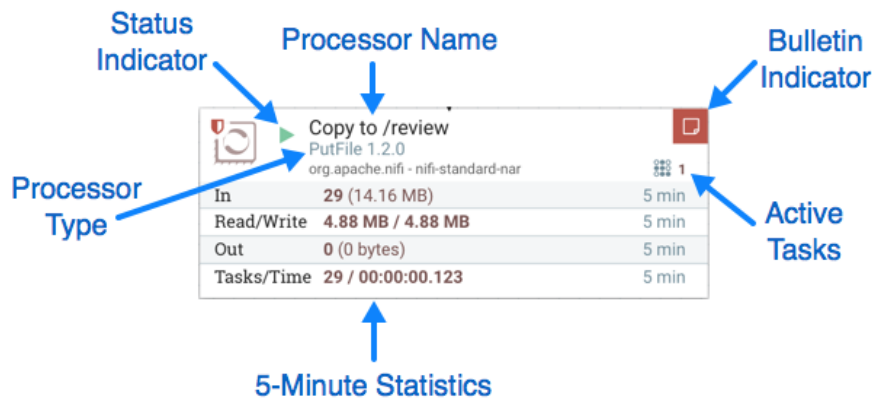 Status
Indicator
Processor Name
Bulletin
Indicator
Copy to /review
PutFile 1.2.0
org.apache.nifi - nifi-standard-nar
1
Processor
Type
Active
Tasks
In 29 (14.16 MB) 5 min
Read/Write 4.88 MB / 4.88 MB 5 min
Out 0 (0 bytes) 5 min
Tasks/Time 29 / 00:00:00.123 5 min
5-Minute Statistics